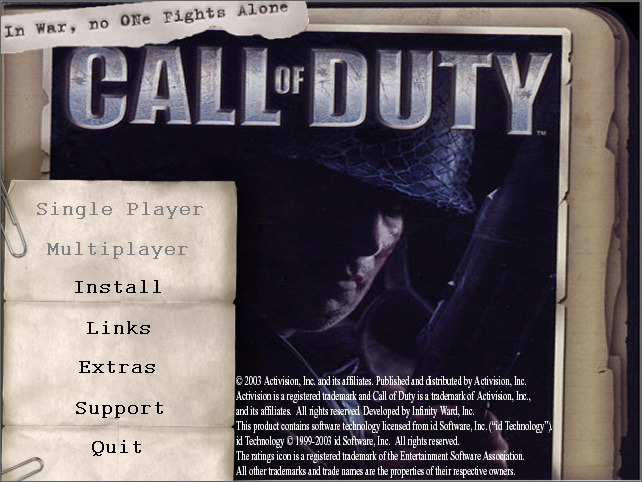 In War, no ONe Fights Alone
CALL OF DUTY™
Single Player
Multiplayer
Install
Links
Extras
Support
Quit
© 2003 Activision, Inc. and its affiliates. Published and distributed by Activision, Inc.
Activision is a registered trademark and Call of Duty is a trademark of Activision, Inc.,
and its affiliates. All rights reserved. Developed by Infinity Ward, Inc.
This product contains software technology licensed from id Software, Inc. (“id Technology”).
id Technology © 1999-2003 id Software, Inc. All rights reserved.
The ratings icon is a registered trademark of the Entertainment Software Association.
All other trademarks and trade names are the properties of their respective owners.